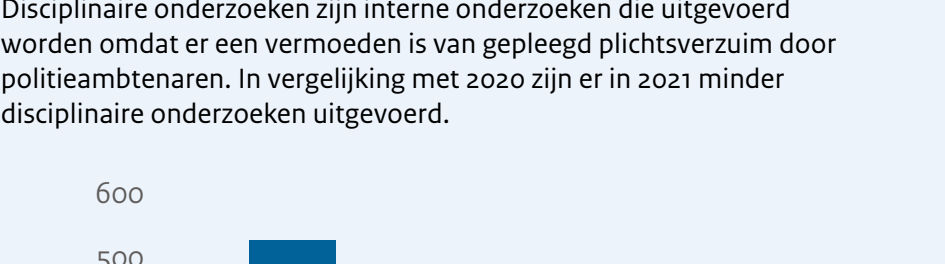 Disciplinaire onderzoeken zijn interne onderzoeken die uitgevoerd
worden omdat er een vermoeden is van gepleegd plichtsverzuim door
politieambtenaren. In vergelijking met 2020 zijn er in 2021 minder
disciplinaire onderzoeken uitgevoerd.
600
500